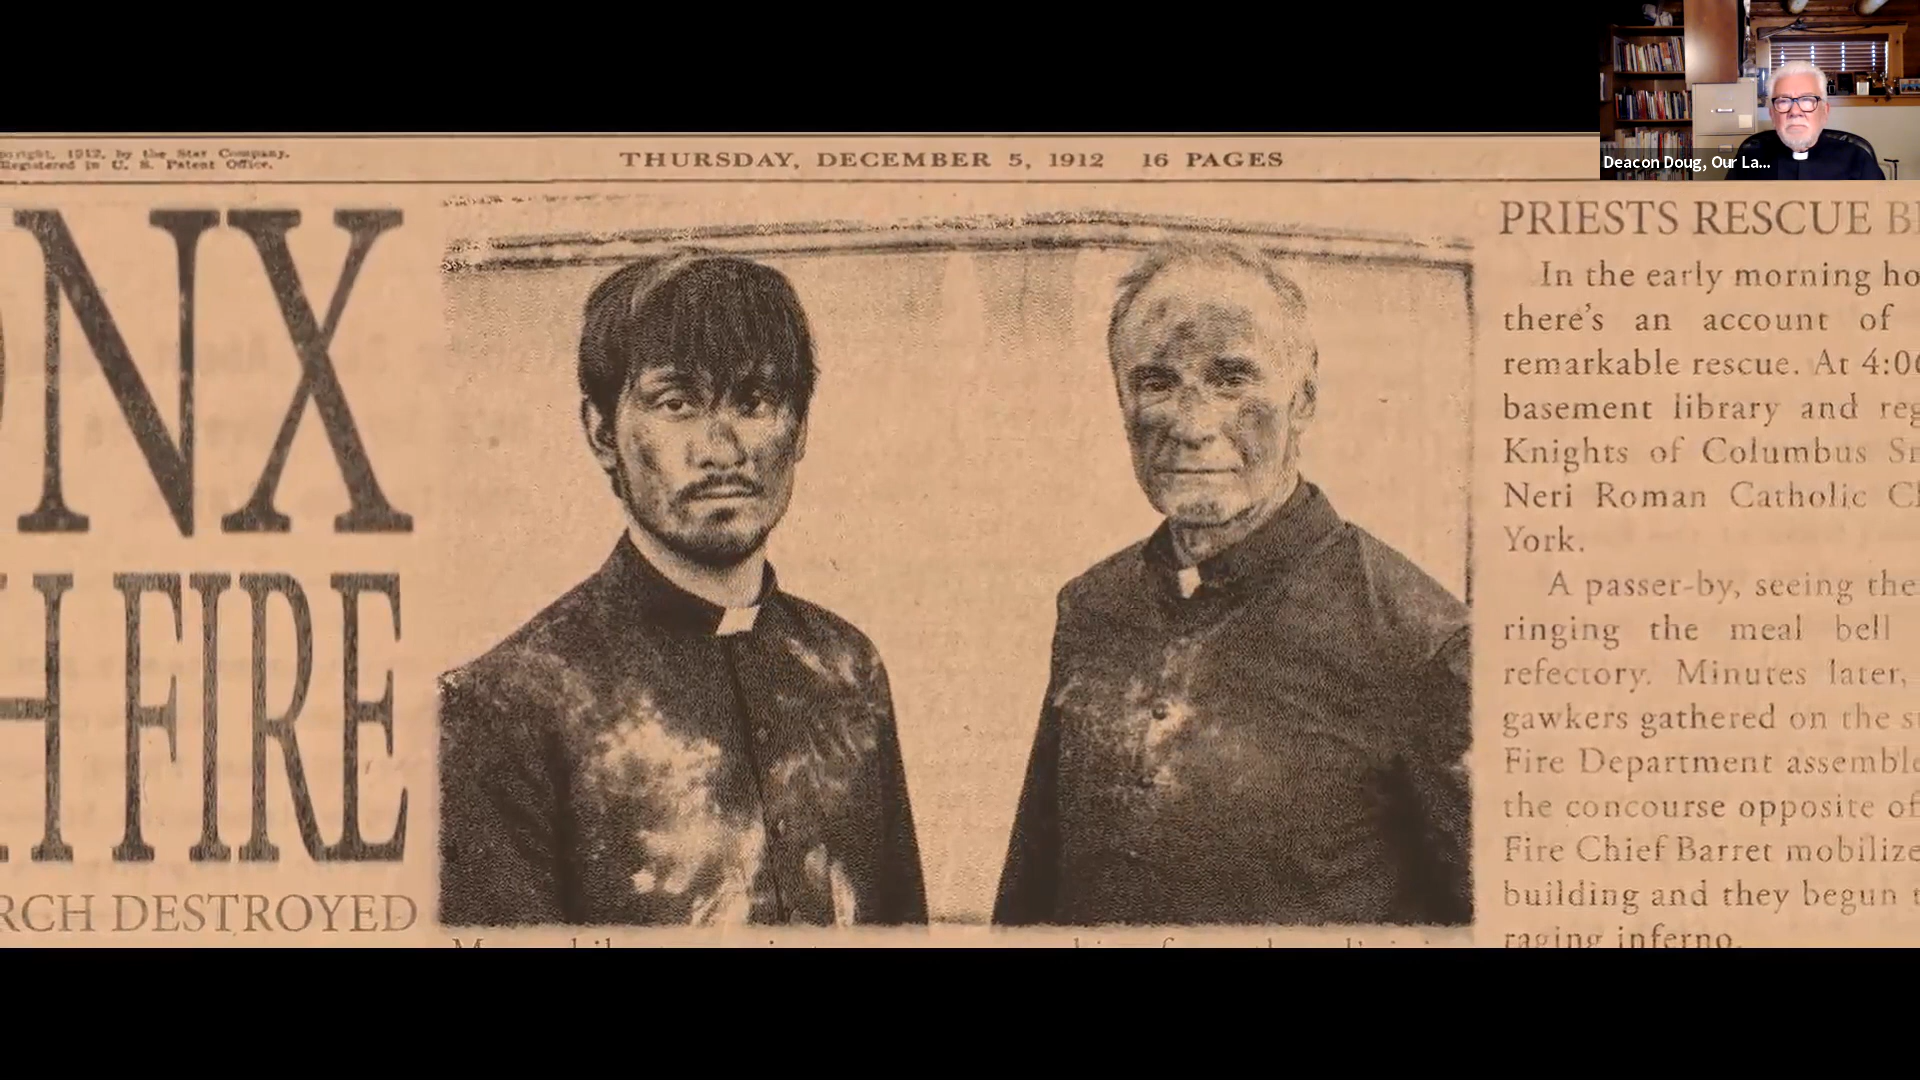 opyright, 1912, by the Star Company.
Registered in U. S. Patent Office.
THURSDAY, DECEMBER 5, 1912 16 PAGES
Deacon Doug, Our La...
NX
H FIRE
RCH DESTROYED
PRIESTS RESCUE B
In the early morning ho
there's an account of
remarkable rescue. At 4:0
basement library and reg
Knights of Columbus S
Neri Roman Catholic C
York.
A passer-by, seeing the
ringing the meal bell
refectory. Minutes later,
gawkers gathered on the s
Fire Department assemble
the concourse opposite of
Fire Chief Barret mobilize
building and they begun t
raging inferno.